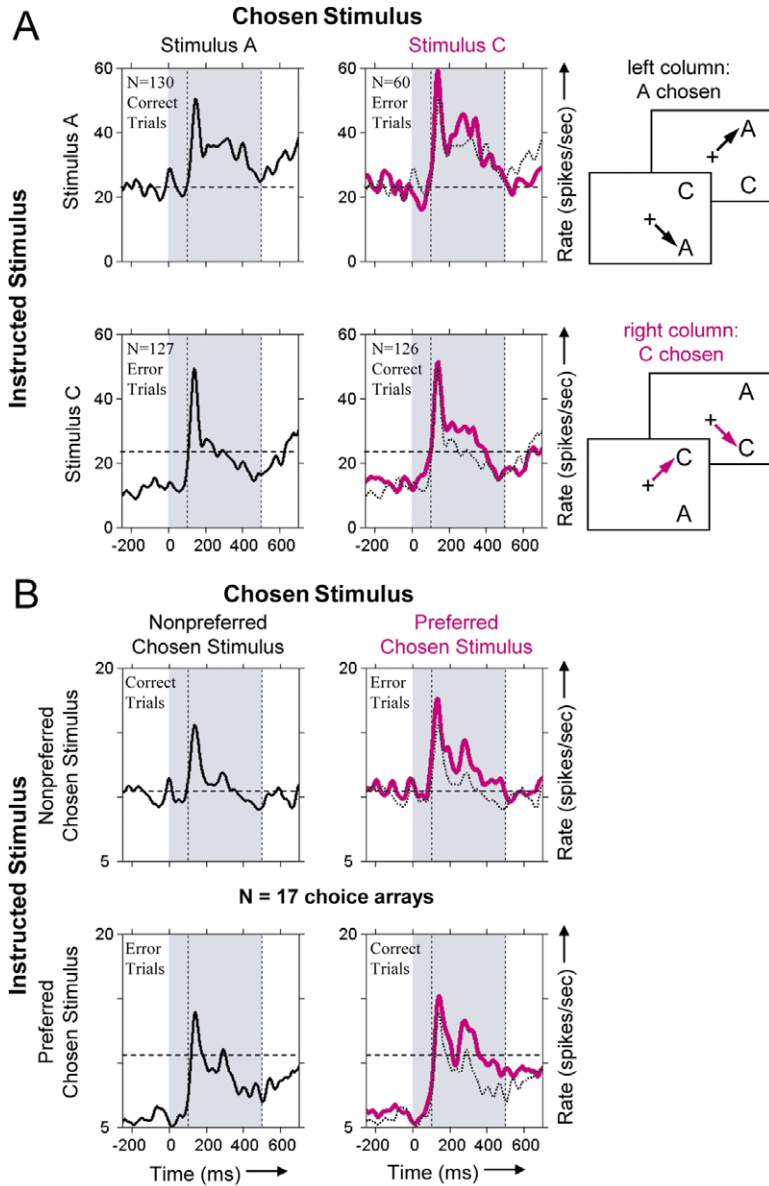 A
Chosen Stimulus
Stimulus A
Stimulus C
Instructed Stimulus
Stimulus A
60
40
20
0
N=130
Correct
Trials
60
40
20
0
N=60
Error
Trials
Rate (spikes/sec)
left column:
A chosen
A
+
C
C
+
A
Stimulus C
60
40
20
0
N=127
Error
Trials
-200
0
200
400
600
60
40
20
0
N=126
Correct
Trials
-200
0
200
400
600
Rate (spikes/sec)
right column:
C chosen
A
+
C
C
+
A
B
Chosen Stimulus
Nonpreferred
Chosen Stimulus
Preferred
Chosen Stimulus
Instructed Stimulus
Nonpreferred
Chosen Stimulus
20
5
Correct
Trials
20
5
Error
Trials
Rate (spikes/sec)
N = 17 choice arrays
Preferred
Chosen Stimulus
20
5
Error
Trials
-200
0
200
400
600
Time (ms)
20
5
Correct
Trials
-200
0
200
400
600
Time (ms)
Rate (spikes/sec)